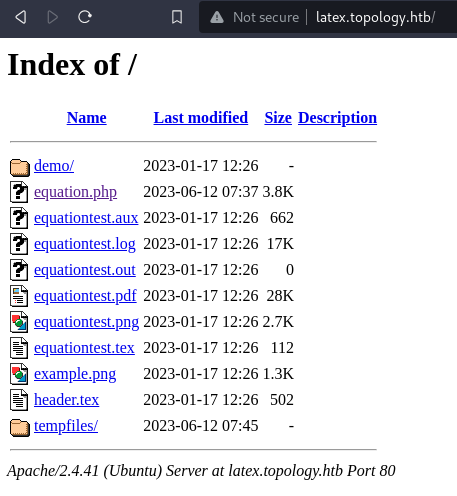 Not secure | latex.topology.htb/
Index of /
Name Last modified Size Description
demo/ 2023-01-17 12:26 -
equation.php 2023-06-12 07:37 3.8K
equationtest.aux 2023-01-17 12:26 662
equationtest.log 2023-01-17 12:26 17K
equationtest.out 2023-01-17 12:26 0
equationtest.pdf 2023-01-17 12:26 28K
equationtest.png 2023-01-17 12:26 2.7K
equationtest.tex 2023-01-17 12:26 112
example.png 2023-01-17 12:26 1.3K
header.tex 2023-01-17 12:26 502
tempfiles/ 2023-06-12 07:45 -
Apache/2.4.41 (Ubuntu) Server at latex.topology.htb Port 80